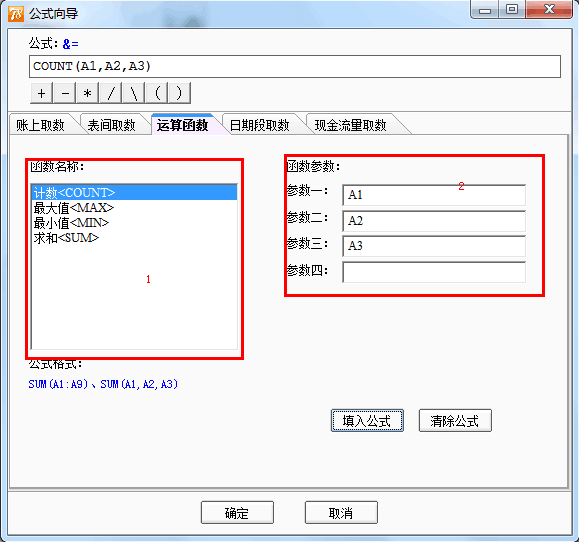 公式向导
公式: &=
COUNT(A1,A2,A3)
+ - * / \ ( )
账上取数 表间取数 运算函数 日期段取数 现金流量取数
函数名称:
计数<COUNT>
最大值<MAX>
最小值<MIN>
求和<SUM>
1
函数参数:
2
参数一: A1
参数二: A2
参数三: A3
参数四:
公式格式:
SUM(A1:A9)、SUM(A1,A2,A3)
填入公式 清除公式
确定 取消